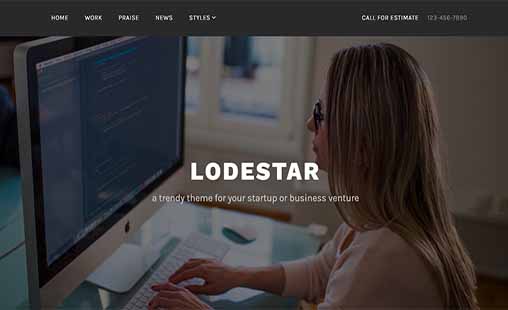 HOME WORK PRAISE NEWS STYLES CALL FOR ESTIMATE 123-456-7890
LODESTAR
a trendy theme for your startup or business venture